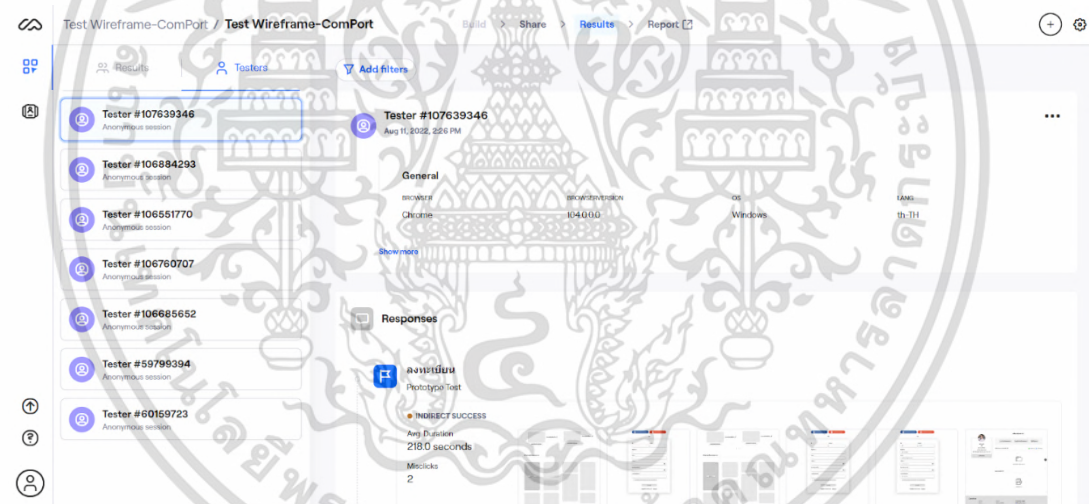 Test Wireframe-ComPort / Test Wireframe-ComPort
Build > Share > Results > Report
Results
Testers
Add filters
Tester #107639346
Anonymous session
Tester #106884293
Anonymous session
Tester #106551770
Anonymous session
Tester #106760707
Anonymous session
Tester #106685652
Anonymous session
Tester #59799394
Anonymous session
Tester #60159723
Anonymous session
Tester #107639346
Aug 11, 2022, 2:26 PM
General
BROWSER
BROWSERVERSION
OS
LANG
Chrome
104.0.0.0
Windows
th-TH
Show more
Responses
ลงทะเบียน
Prototype Test
INDIRECT SUCCESS
Avg. Duration
218.0 seconds
Misclicks
2